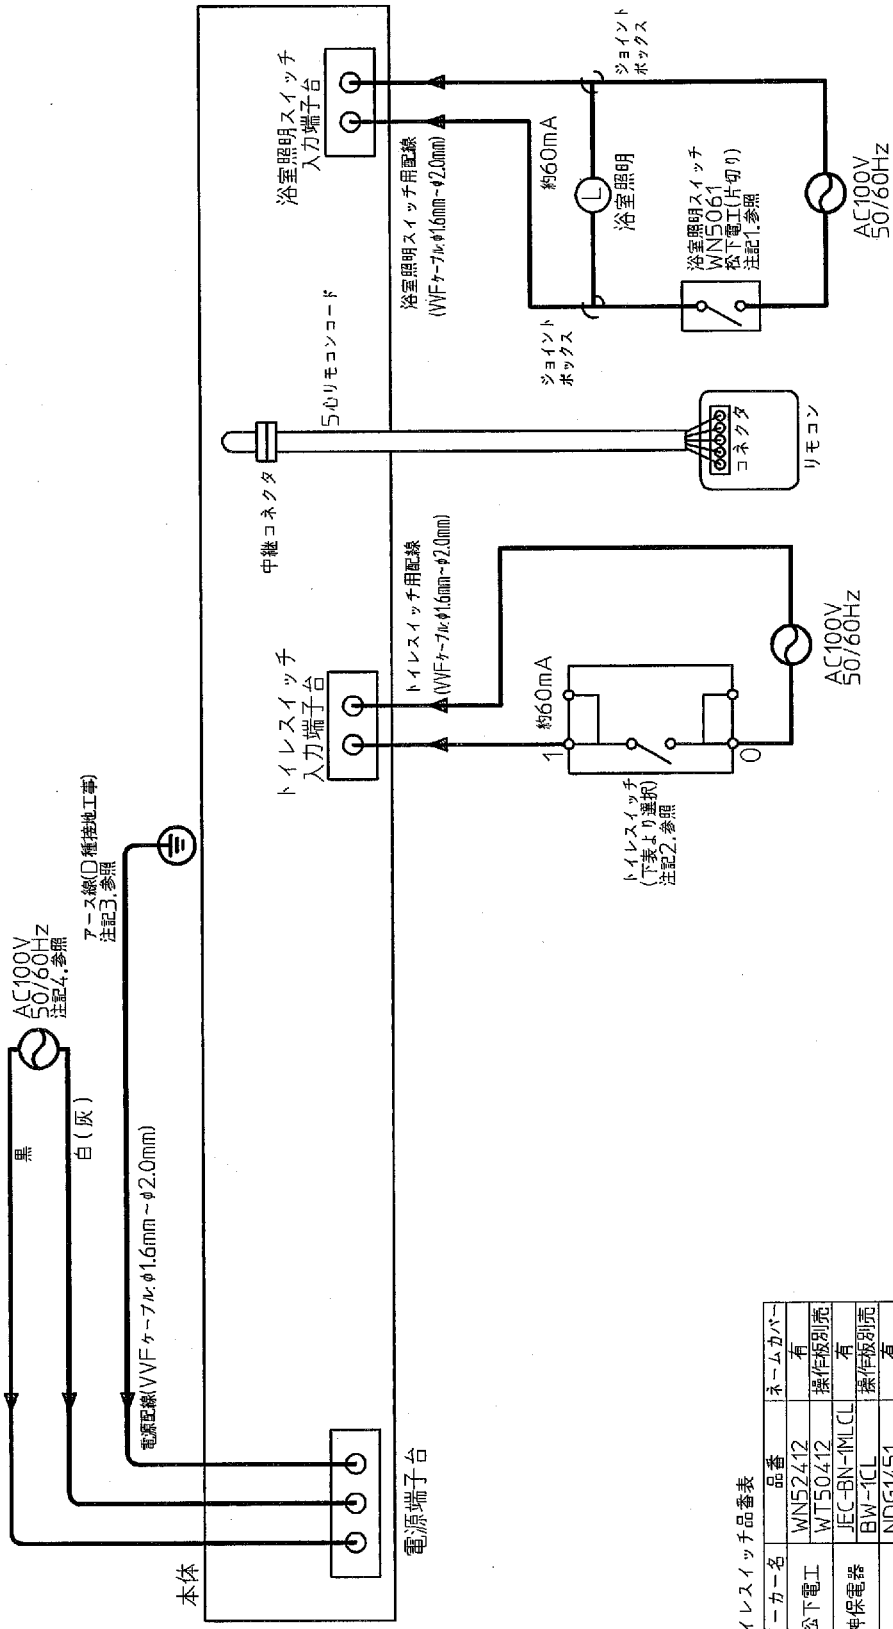 AC100V
50/60Hz
注記4.参照
黒
白(灰)
アース線(D種接地工事)
注記3.参照
電源配線(VVFケーブル:φ1.6mm~φ2.0mm)
本体
電源端子台
トイレスイッチ
入力端子台
トイレスイッチ用配線
(VVFケーブル:φ1.6mm~φ2.0mm)
約60mA
1
0
トイレスイッチ
(下表より選択)
注記2.参照
AC100V
50/60Hz
中継コネクタ
5心リモコンコード
コネクタ
リモコン
浴室照明スイッチ
入力端子台
浴室照明スイッチ用配線
(VVFケーブル:φ1.6mm~φ2.0mm)
ジョイント
ボックス
約60mA
L
浴室照明
ジョイント
ボックス
浴室照明スイッチ
WN5061
松下電工(片切り)
注記1.参照
AC100V
50/60Hz
イレスイッチ品番表
ーカー名 品番 ネームカバー
松下電工 WN52412 有
WT50412 操作板別売
神保電器 JEC-BN-1MLCL 有
BW-1CL 操作板別売
NDG1451 有